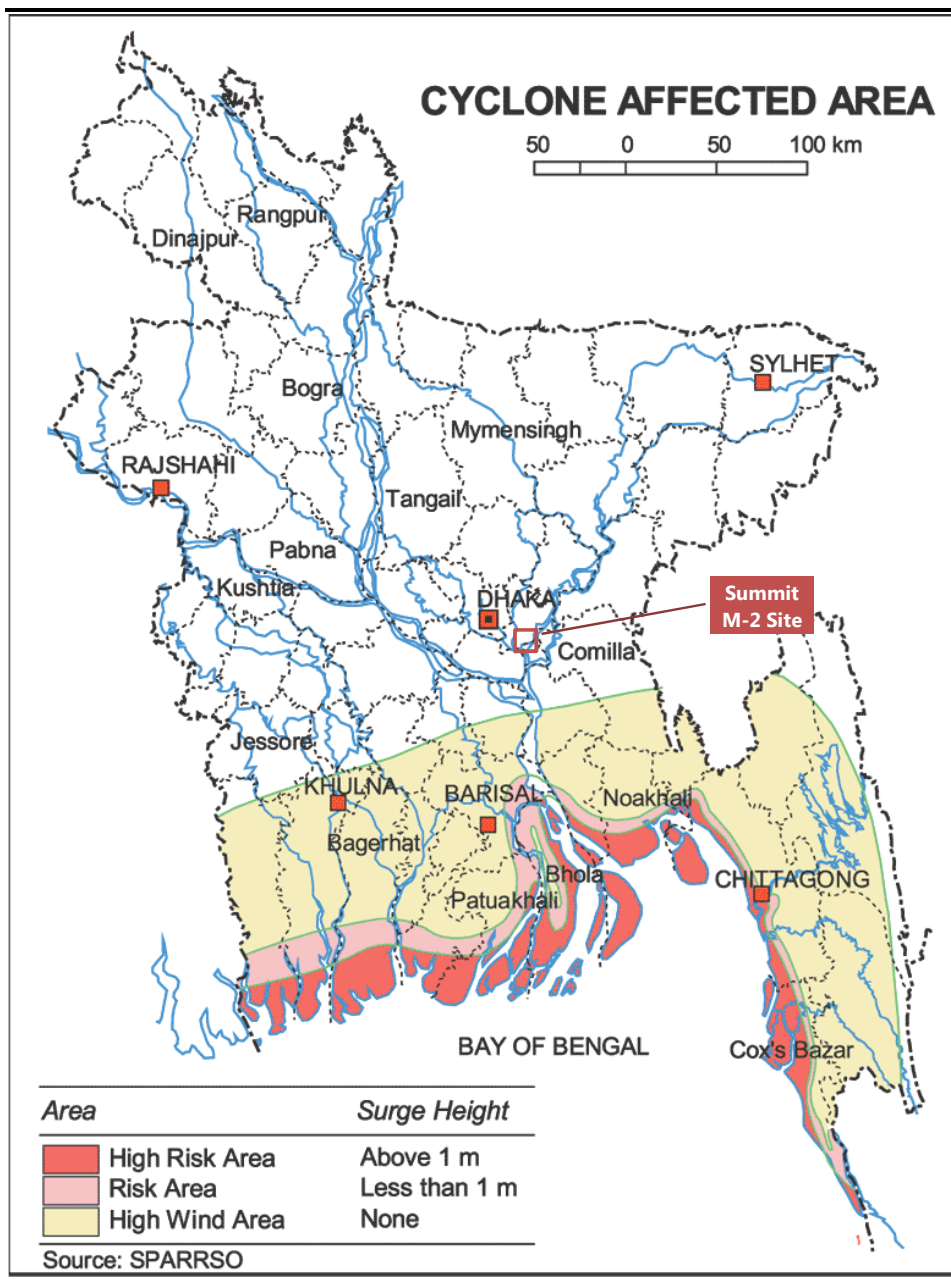 CYCLONE AFFECTED AREA
50 0 50 100 km
Rangpur
Dinajpur
SYLHET
Bogra
Mymensingh
RAJSHAHI
Tangail
Pabna
Kushtia
DHAKA
Summit
M-2 Site
Comilla
Jessore
KHULNA
BARISAL
Noakhali
Bagerhat
Bhola
CHITTAGONG
Patuakhali
BAY OF BENGAL
Cox's Bazar
Area Surge Height
High Risk Area Above 1 m
Risk Area Less than 1 m
High Wind Area None
1
Source: SPARRSO